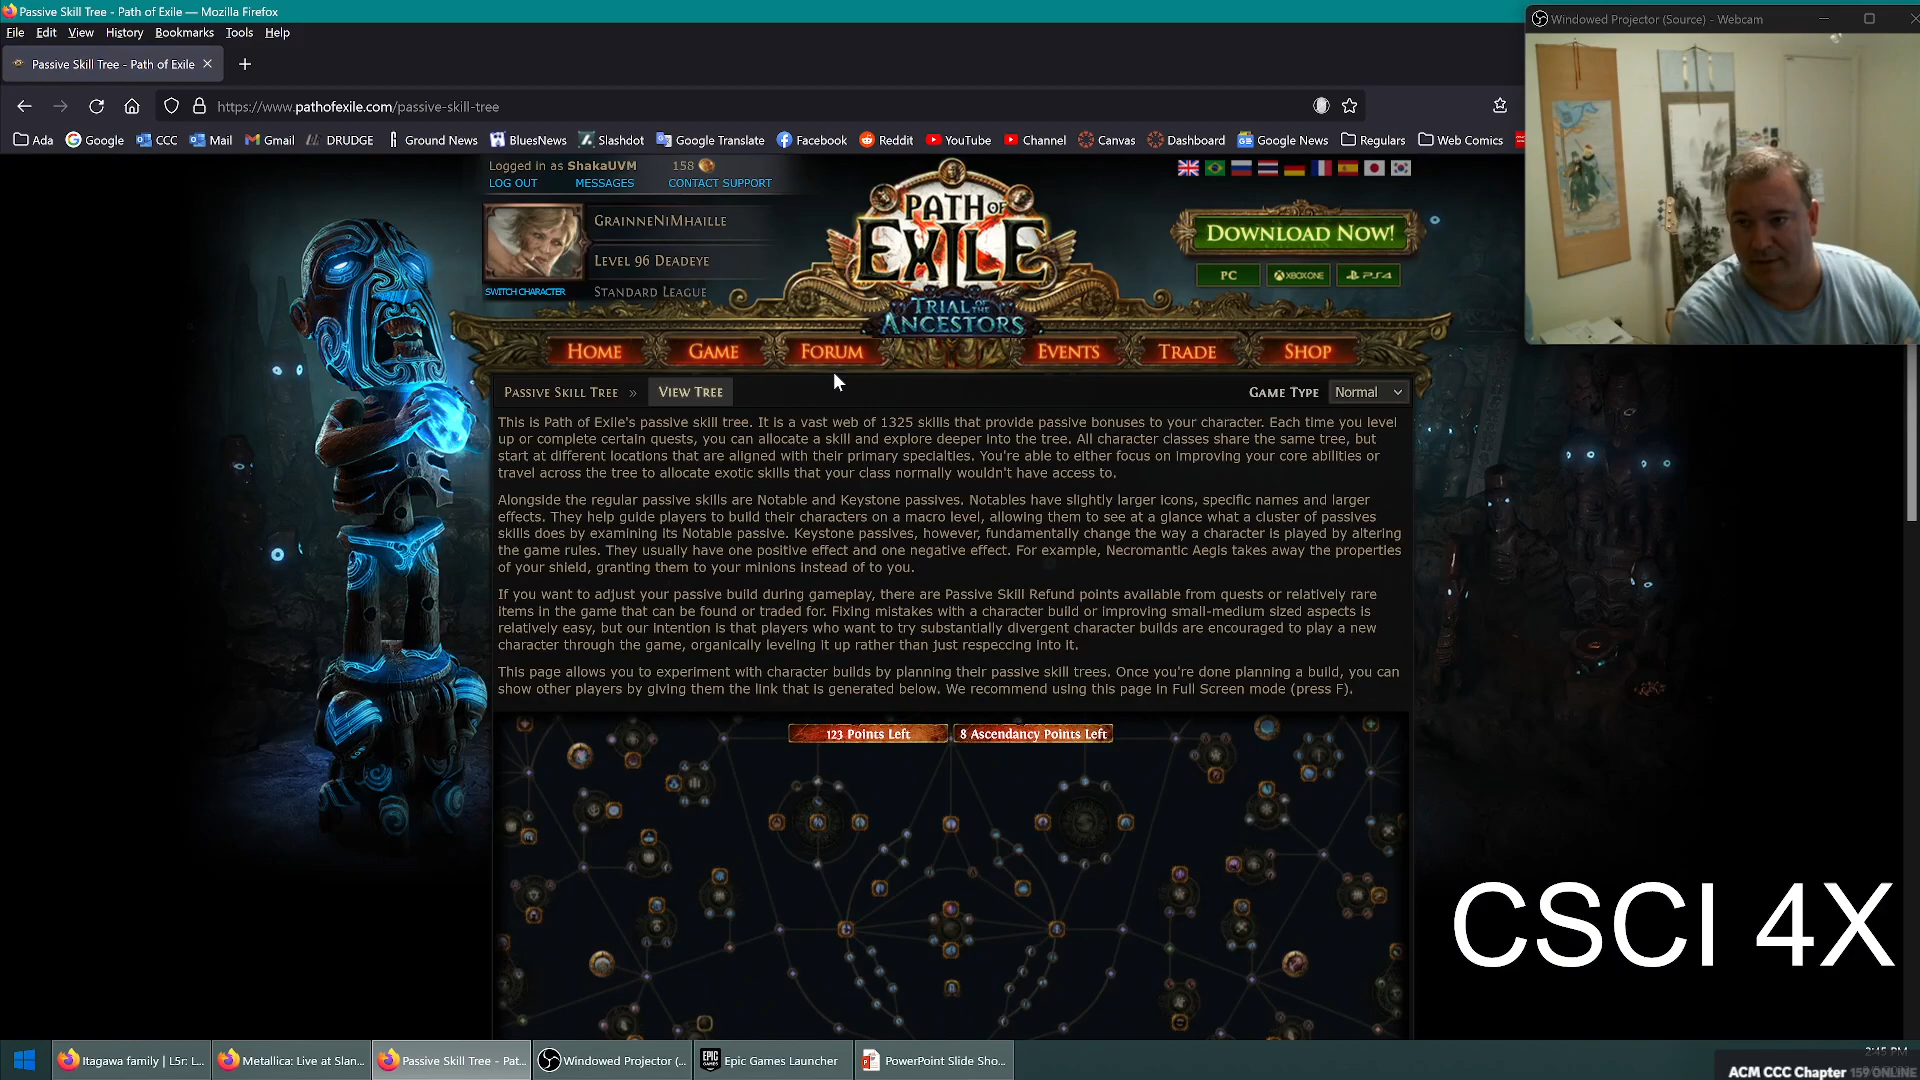 Passive Skill Tree - Path of Exile — Mozilla Firefox
File Edit View History Bookmarks Tools Help
Passive Skill Tree - Path of Exile
https://www.pathofexile.com/passive-skill-tree
Ada Google CCC Mail Gmail DRUDGE Ground News BluesNews Slashdot Google Translate Facebook Reddit YouTube Channel Canvas Dashboard Google News Regulars Web Comics
Windowed Projector (Source) - Webcam
Logged in as ShakaUVM 158
LOG OUT MESSAGES CONTACT SUPPORT
GrainneNiMhaille
Level 96 Deadeye
SWITCH CHARACTER Standard League
PATH OF EXILE
TRIAL OF THE ANCESTORS
DOWNLOAD NOW!
PC XBOX ONE PS4
HOME GAME FORUM EVENTS TRADE SHOP
Passive Skill Tree » View Tree Game Type Normal
This is Path of Exile's passive skill tree. It is a vast web of 1325 skills that provide passive bonuses to your character. Each time you level
up or complete certain quests, you can allocate a skill and explore deeper into the tree. All character classes share the same tree, but
start at different locations that are aligned with their primary specialties. You're able to either focus on improving your core abilities or
travel across the tree to allocate exotic skills that your class normally wouldn't have access to.
Alongside the regular passive skills are Notable and Keystone passives. Notables have slightly larger icons, specific names and larger
effects. They help guide players to build their characters on a macro level, allowing them to see at a glance what a cluster of passives
skills does by examining its Notable passive. Keystone passives, however, fundamentally change the way a character is played by altering
the game rules. They usually have one positive effect and one negative effect. For example, Necromantic Aegis takes away the properties
of your shield, granting them to your minions instead of to you.
If you want to adjust your passive build during gameplay, there are Passive Skill Refund points available from quests or relatively rare
items in the game that can be found or traded for. Fixing mistakes with a character build or improving small-medium sized aspects is
relatively easy, but our intention is that players who want to try substantially divergent character builds are encouraged to play a new
character through the game, organically leveling it up rather than just respeccing into it.
This page allows you to experiment with character builds by planning their passive skill trees. Once you're done planning a build, you can
show other players by giving them the link that is generated below. We recommend using this page in Full Screen mode (press F).
123 Points Left 8 Ascendancy Points Left
CSCI 4X
Itagawa family | L5r: L... Metallica: Live at Slan... Passive Skill Tree - Pat... Windowed Projector (... EPIC GAMES Epic Games Launcher PowerPoint Slide Sho...
2:45 PM
ACM CCC Chapter 159 ONLINE